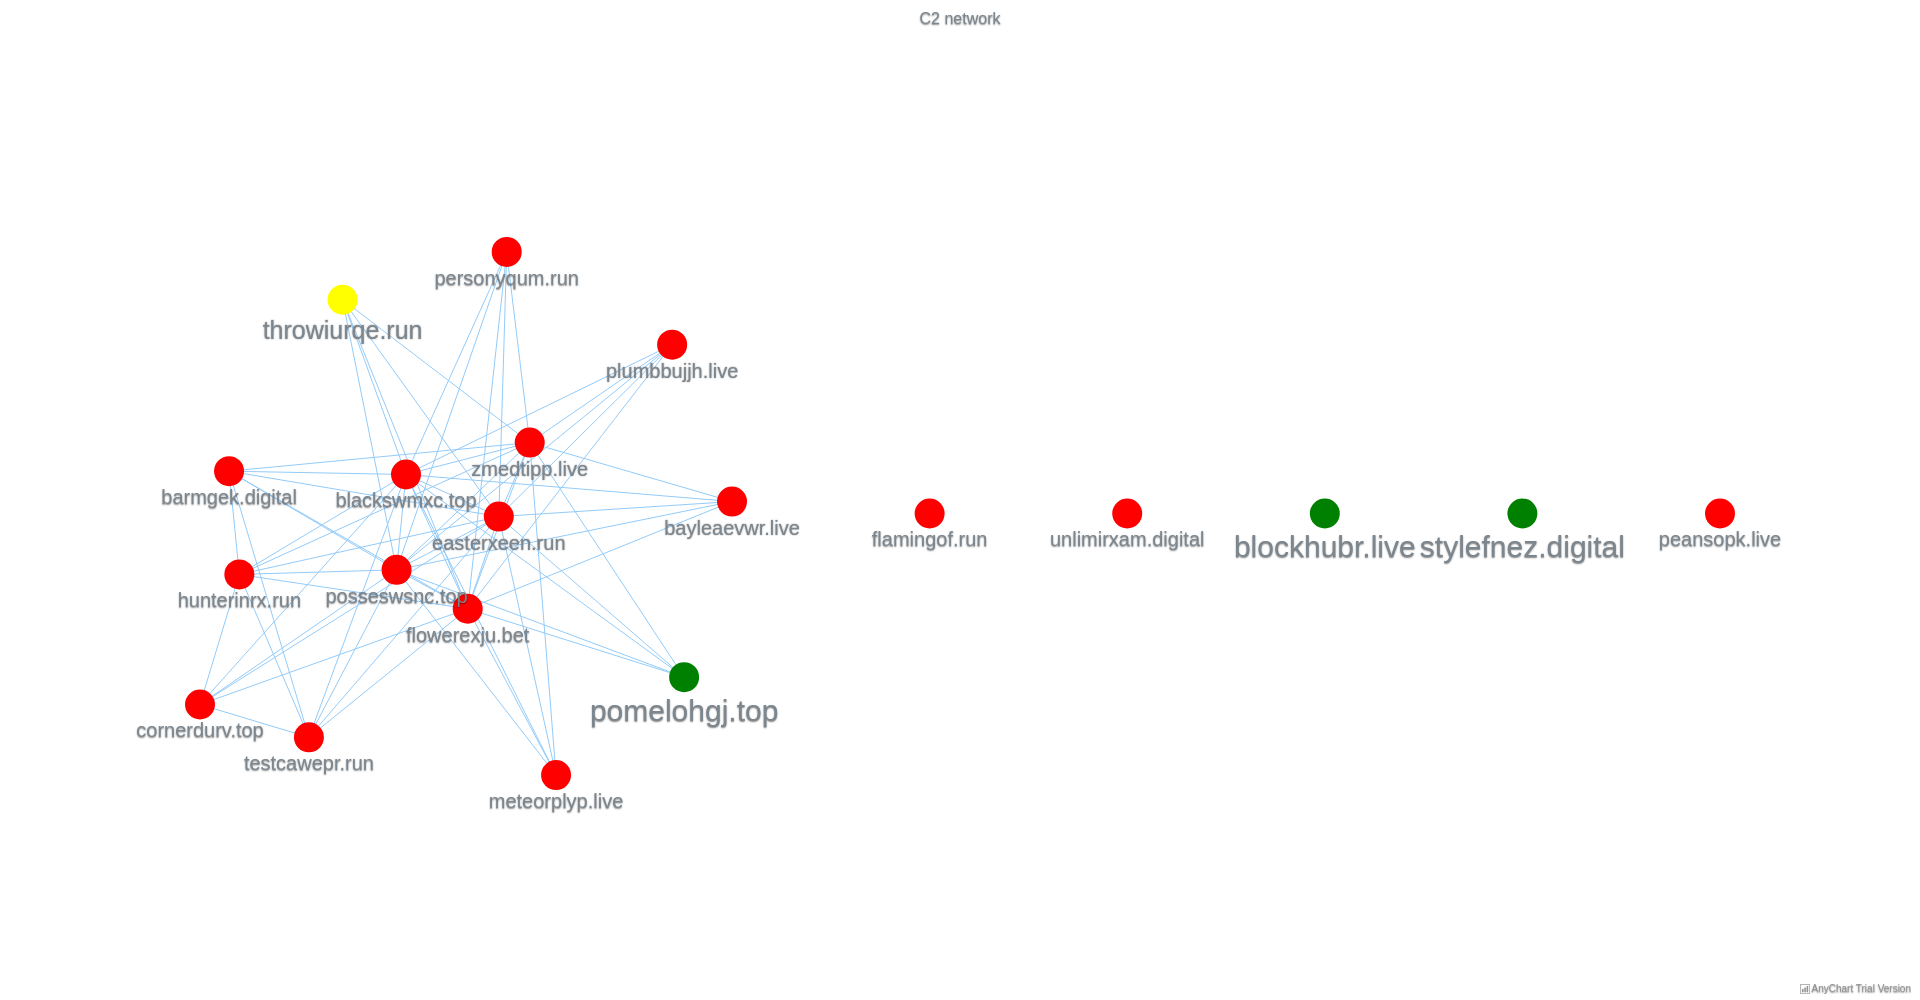 C2 network
personyqum.run
throwiurqe.run
plumbbujjh.live
zmedtipp.live
barmgek.digital
blackswmxc.top
bayleaevwr.live
flamingof.run
unlimirxam.digital
blockhubr.live
stylefnez.digital
peansopk.live
easterxeen.run
hunterinrx.run
posseswsnc.top
flowerexju.bet
pomelohgj.top
cornerdurv.top
testcawepr.run
meteorplyp.live
AnyChart Trial Version